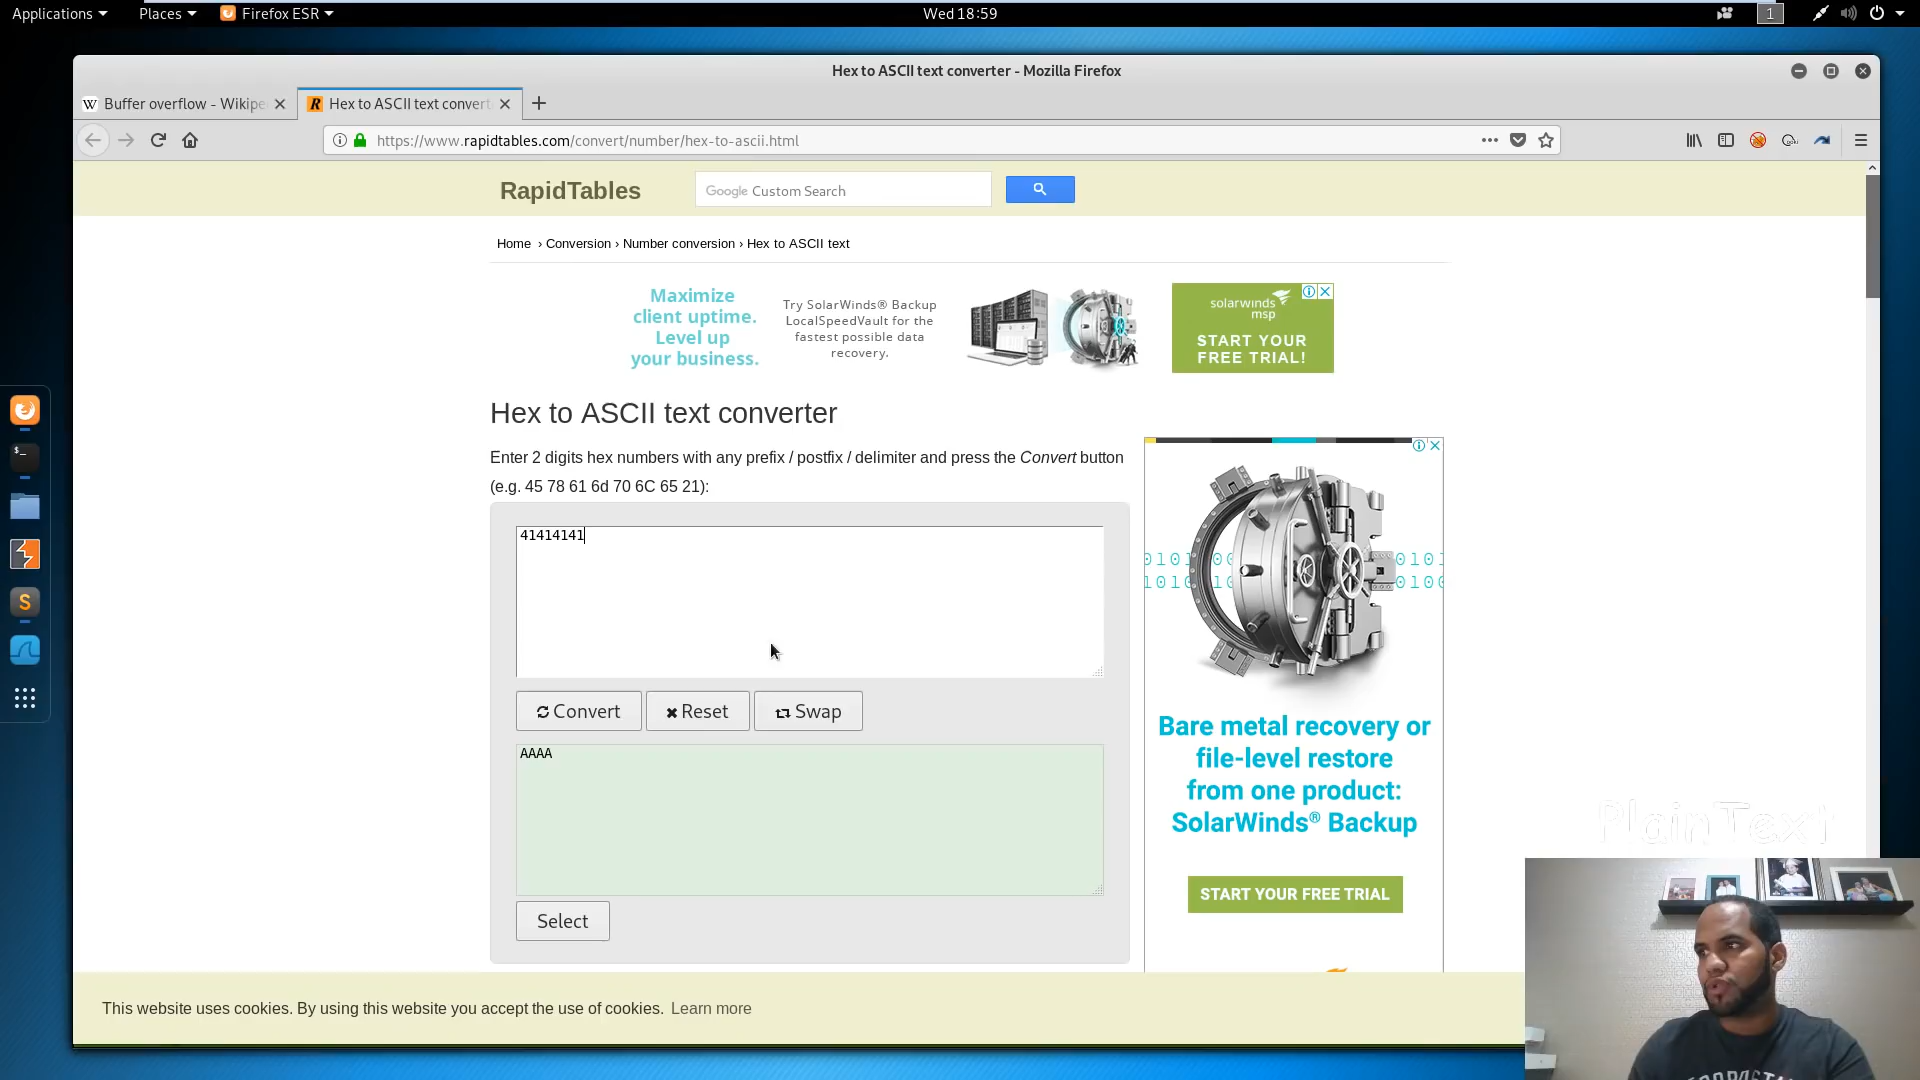 Applications Places Firefox ESR Wed 18:59 1
Hex to ASCII text converter - Mozilla Firefox
W Buffer overflow - Wikipe R Hex to ASCII text convert
https://www.rapidtables.com/convert/number/hex-to-ascii.html
RapidTables Google Custom Search
Home › Conversion › Number conversion › Hex to ASCII text
Maximize
client uptime.
Level up
your business.
Try SolarWinds® Backup
LocalSpeedVault for the
fastest possible data
recovery.
solarwinds
msp
START YOUR
FREE TRIAL!
Hex to ASCII text converter
Enter 2 digits hex numbers with any prefix / postfix / delimiter and press the Convert button
(e.g. 45 78 61 6d 70 6C 65 21):
41414141
Convert Reset Swap
AAAA
Select
Bare metal recovery or
file-level restore
from one product:
SolarWinds® Backup
START YOUR FREE TRIAL
PlainText
This website uses cookies. By using this website you accept the use of cookies. Learn more